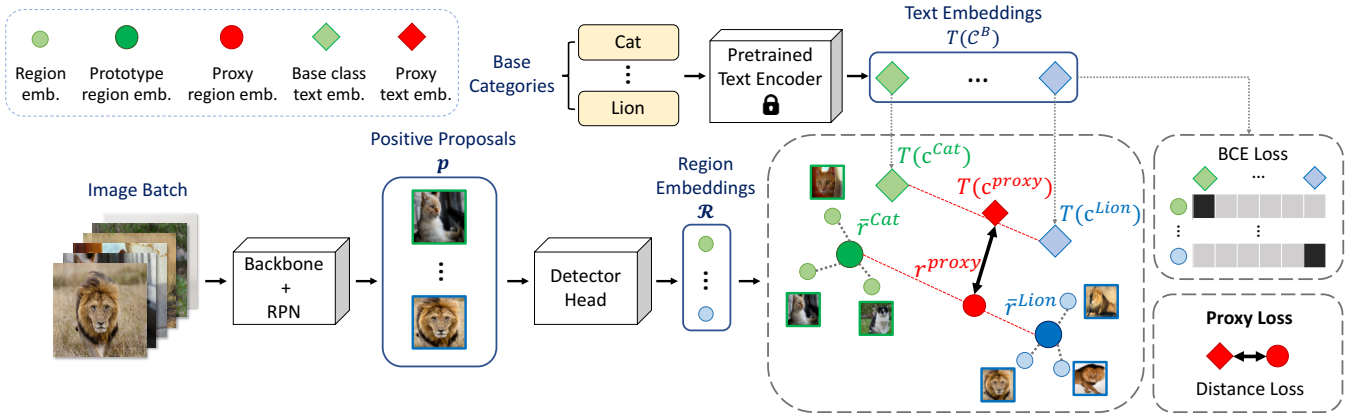 Region
emb.
Prototype
region emb.
Proxy
region emb.
Base class
text emb.
Proxy
text emb.
Base
Categories
Cat
⋮
Lion
Pretrained
Text Encoder
Text Embeddings
T(𝒞^B)
...
Image Batch
Backbone
+
RPN
Positive Proposals
p
⋮
Detector
Head
Region
Embeddings
ℛ
⋮
T(c^Cat)
T(c^proxy)
T(c^Lion)
r̄^Cat
r^proxy
r̄^Lion
BCE Loss
...
⋮ ⋮
Proxy Loss
Distance Loss